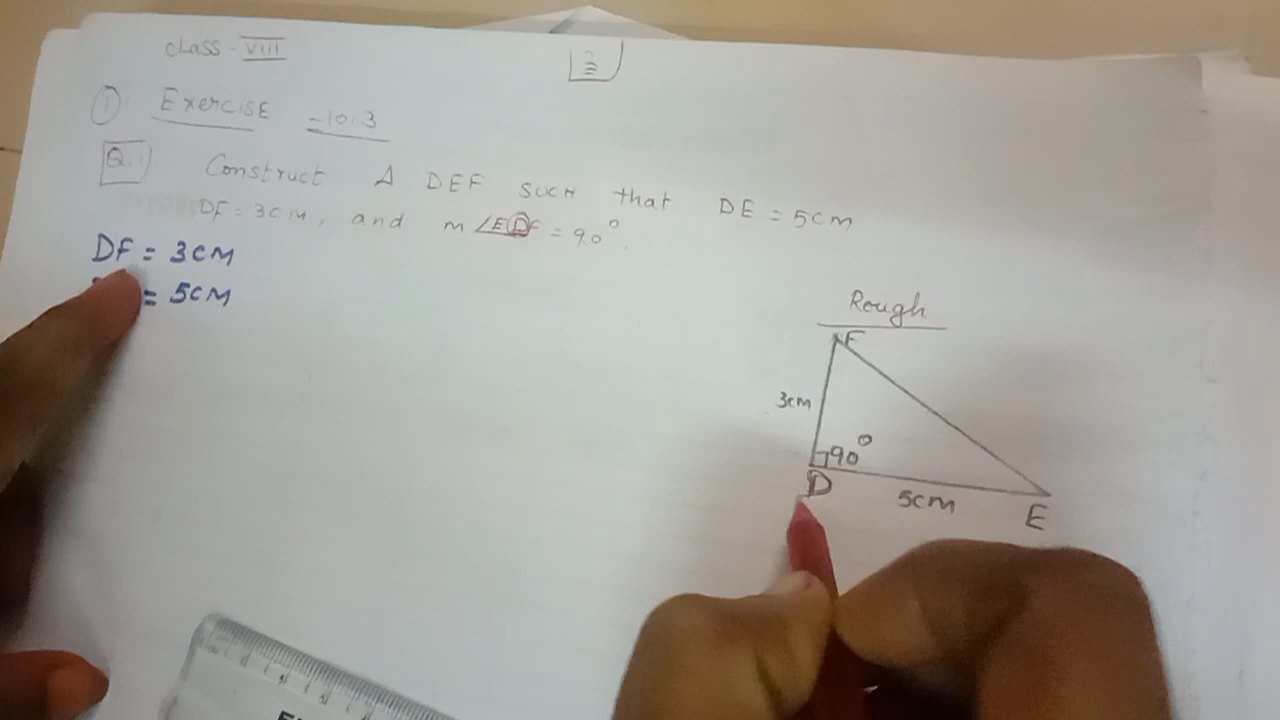 CLASS - VIII
2
① EXERCISE - 10.3
Q.1 Construct Δ DEF SUCH that DE = 5CM
DF = 3CM, and m ∠EDF = 90°.
DF = 3CM
= 5CM
Rough
F
3cm
90°
D
5cm
E